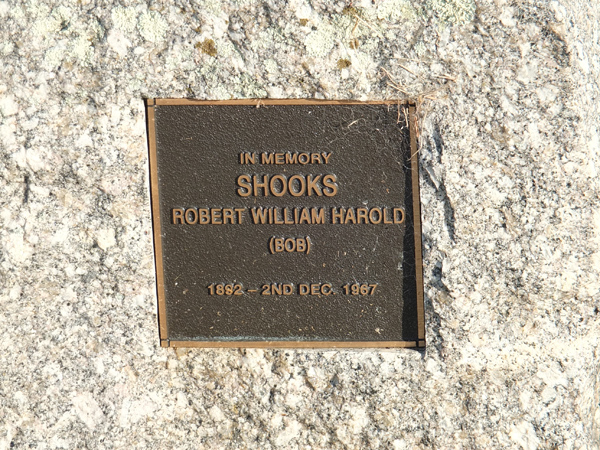 IN MEMORY
SHOOKS
ROBERT WILLIAM HAROLD
(BOB)
1892 – 2ND DEC. 1967